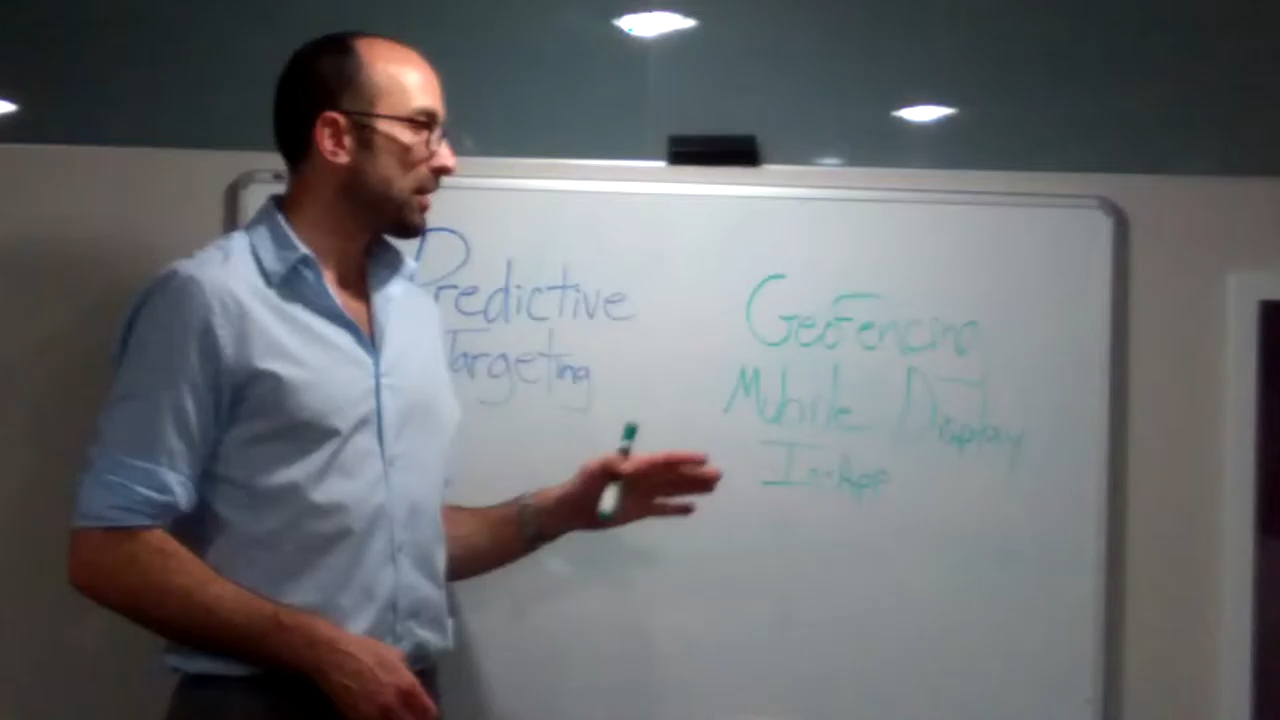 Predictive
Targeting
GeoFencing
Mobile Display
In-App